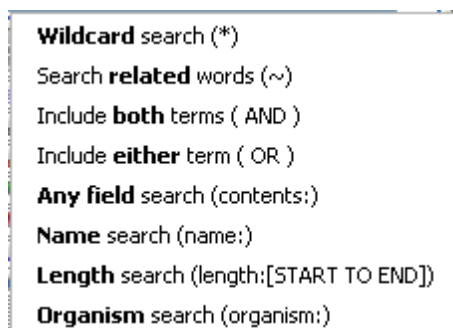 Wildcard search (*)
Search related words (~)
Include both terms ( AND )
Include either term ( OR )
Any field search (contents:)
Name search (name:)
Length search (length:[START TO END])
Organism search (organism:)